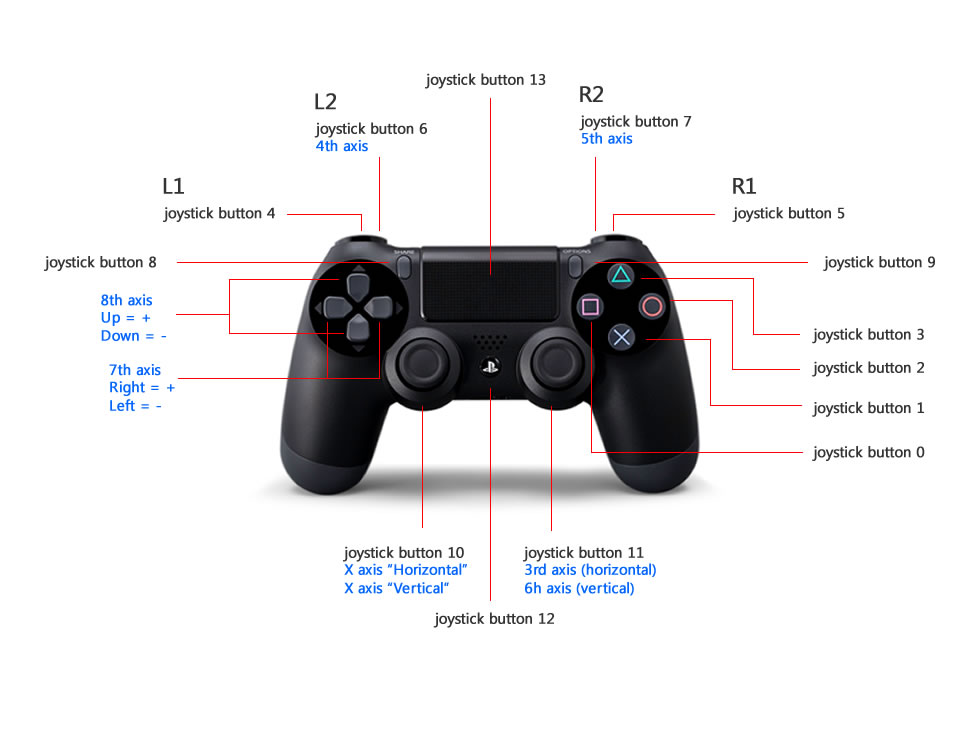 joystick button 13
L2
joystick button 6
4th axis
R2
joystick button 7
5th axis
L1
joystick button 4
R1
joystick button 5
SHARE
OPTIONS
joystick button 8
joystick button 9
8th axis
Up = +
Down = -
7th axis
Right = +
Left = -
joystick button 3
joystick button 2
joystick button 1
joystick button 0
joystick button 10
X axis "Horizontal"
X axis "Vertical"
joystick button 11
3rd axis (horizontal)
6h axis (vertical)
joystick button 12